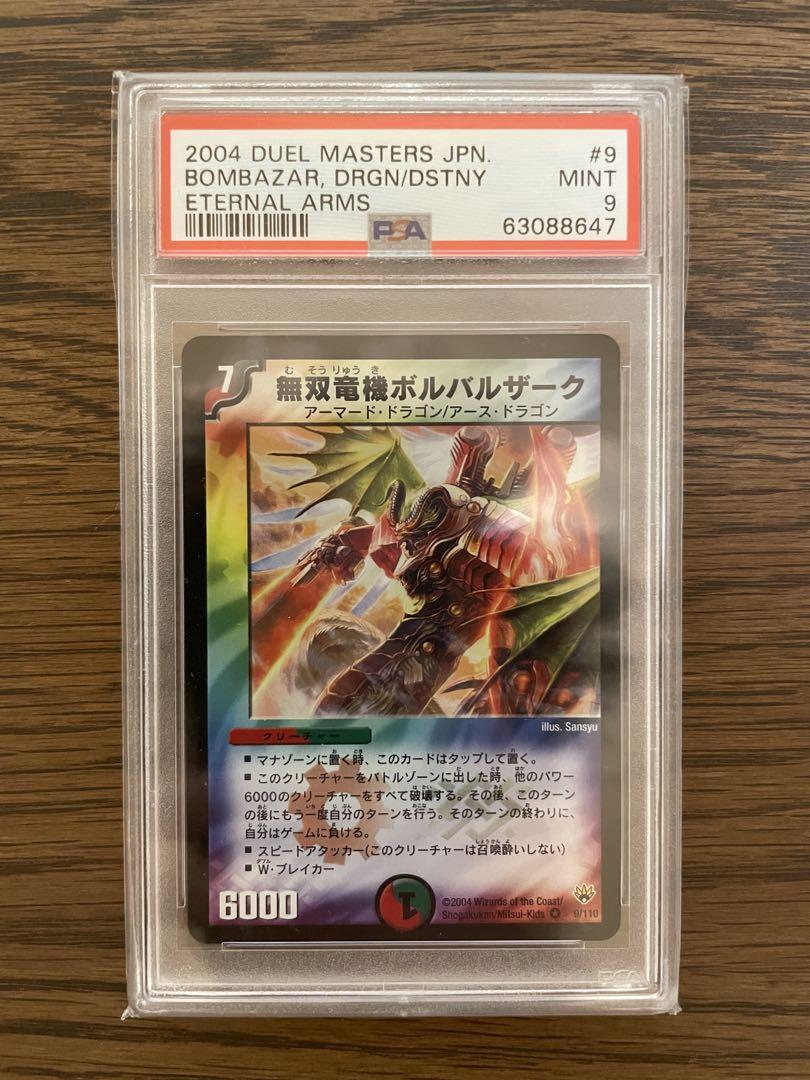 2004 DUEL MASTERS JPN. #9
BOMBAZAR, DRGN/DSTNY MINT
ETERNAL ARMS 9
PSA 63088647
7
む そう りゅう き
無双竜機ボルバルザーク
アーマード・ドラゴン/アース・ドラゴン
illus. Sansyu
クリーチャー
■ マナゾーンに置く時、このカードはタップして置く。
■ このクリーチャーをバトルゾーンに出した時、他のパワー
6000のクリーチャーをすべて破壊する。その後、このターン
の後にもう一度自分のターンを行う。そのターンの終わりに、
自分はゲームに負ける。
■ スピードアタッカー(このクリーチャーは召喚酔いしない)
ダブル
■ W・ブレイカー
6000
1
©2004 Wizards of the Coast/
Shogakukan/Mitsui-Kids
9/110
PSA